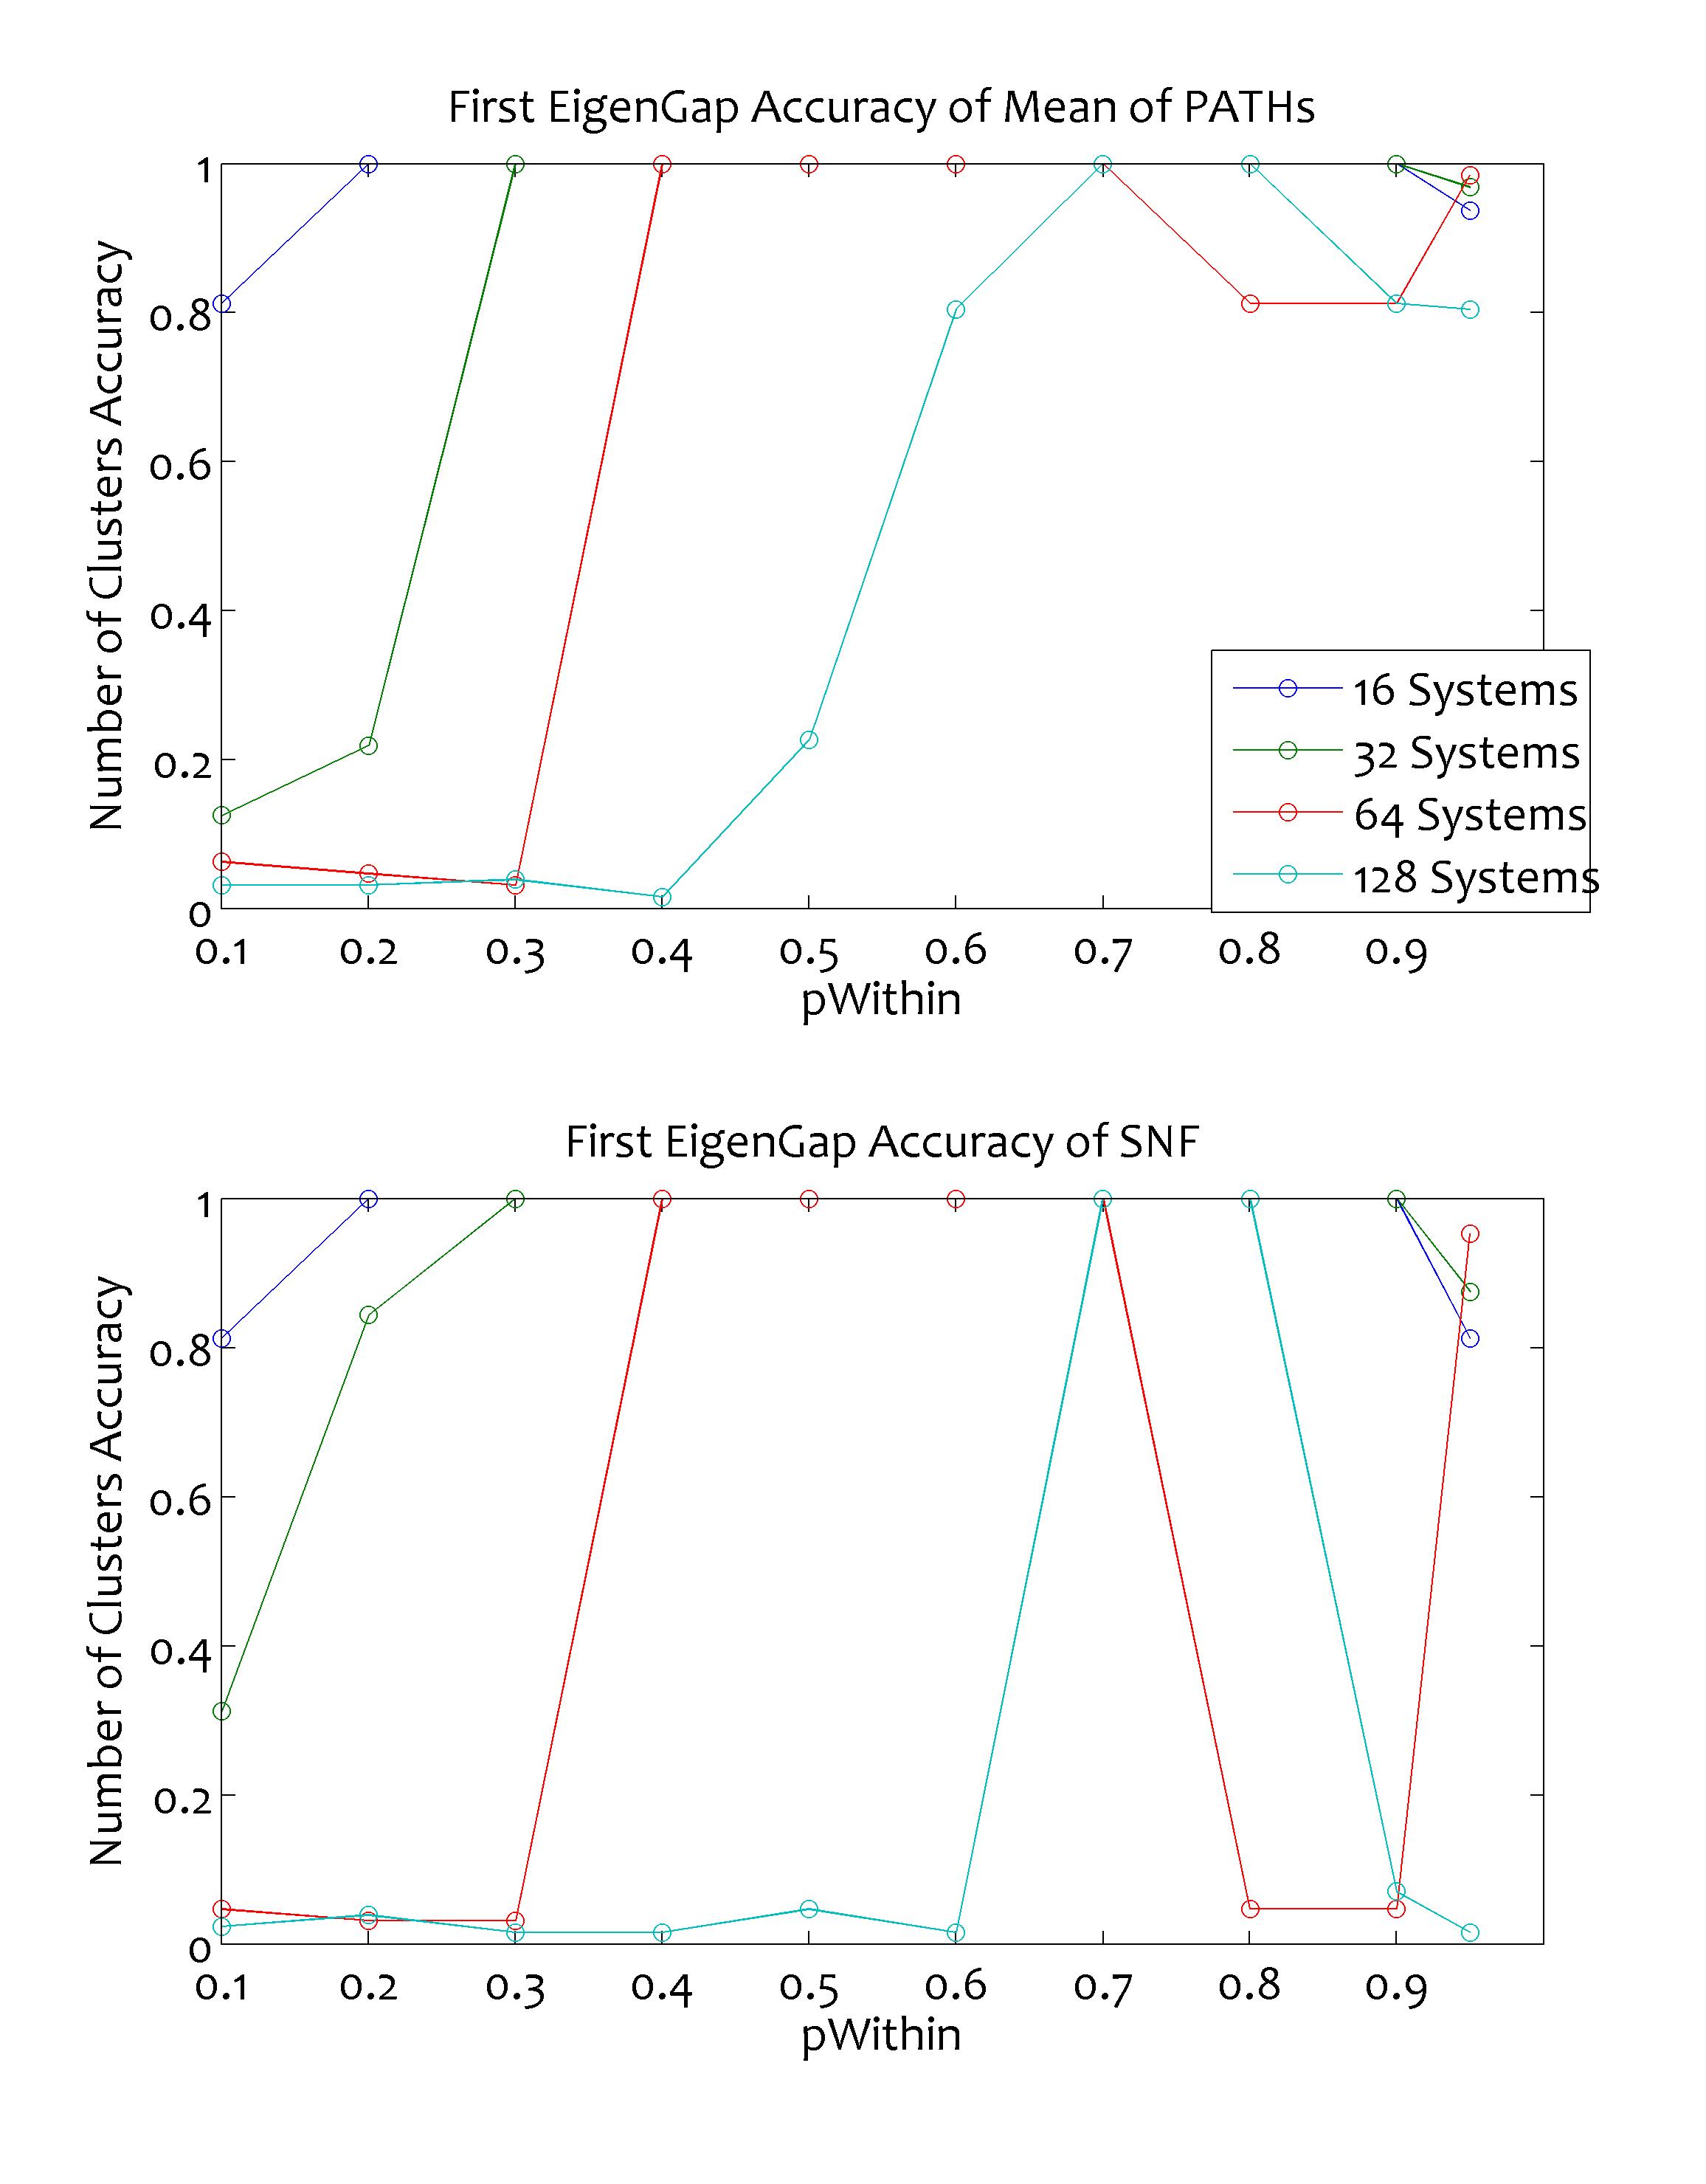 First EigenGap Accuracy of Mean of PATHs
Number of Clusters Accuracy
1
0.8
0.6
0.4
0.2
0
0.1 0.2 0.3 0.4 0.5 0.6 0.7 0.8 0.9
pWithin
16 Systems
32 Systems
64 Systems
128 Systems
First EigenGap Accuracy of SNF
Number of Clusters Accuracy
1
0.8
0.6
0.4
0.2
0
0.1 0.2 0.3 0.4 0.5 0.6 0.7 0.8 0.9
pWithin